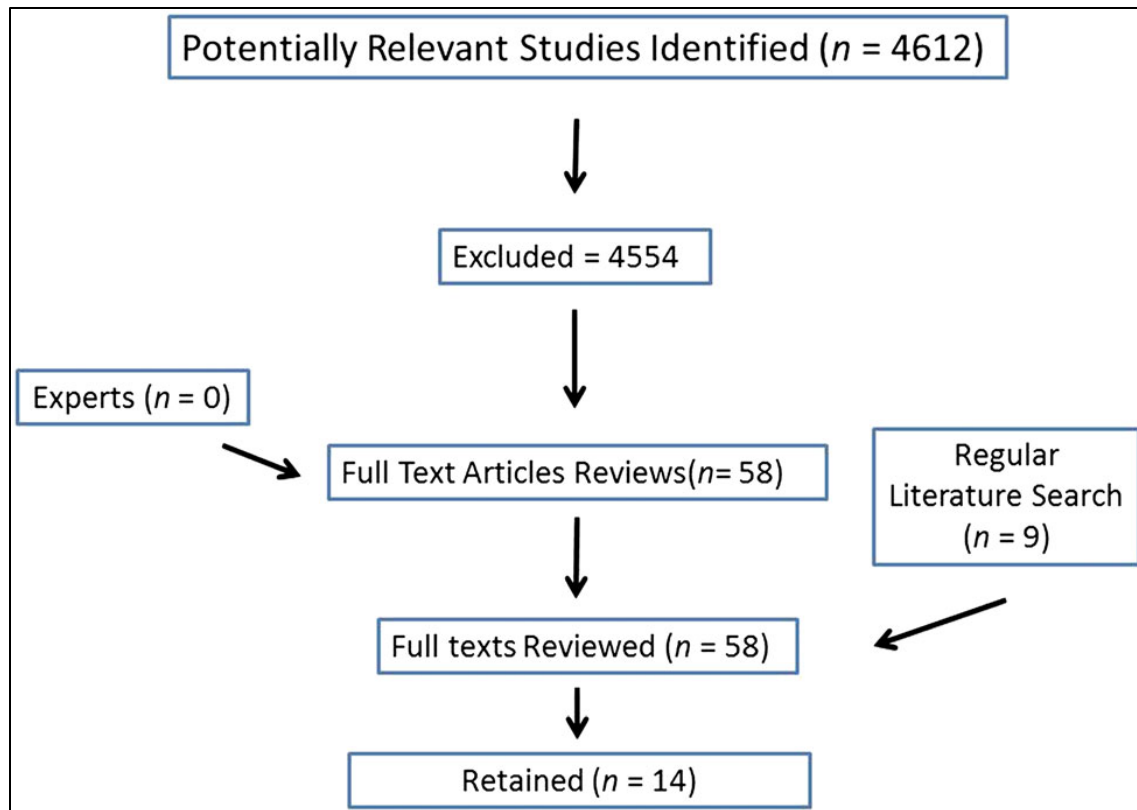 Potentially Relevant Studies Identified (n = 4612)
Excluded = 4554
Experts (n = 0)
Full Text Articles Reviews(n= 58)
Regular
Literature Search
(n = 9)
Full texts Reviewed (n = 58)
Retained (n = 14)